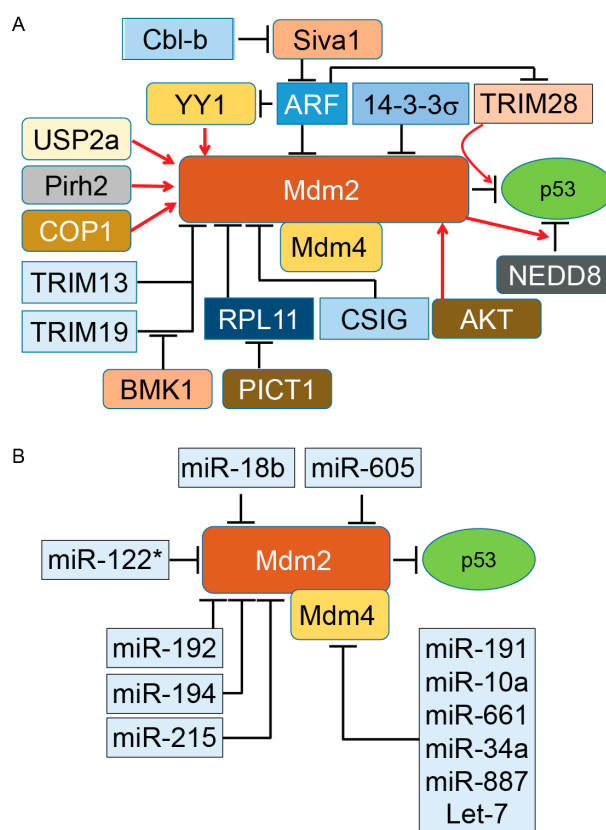 A
Cbl-b
Siva1
YY1
ARF
14-3-3σ
TRIM28
USP2a
Pirh2
COP1
Mdm2
p53
Mdm4
NEDD8
TRIM13
TRIM19
RPL11
CSIG
AKT
BMK1
PICT1
B
miR-18b
miR-605
miR-122*
Mdm2
p53
Mdm4
miR-192
miR-194
miR-215
miR-191
miR-10a
miR-661
miR-34a
miR-887
Let-7